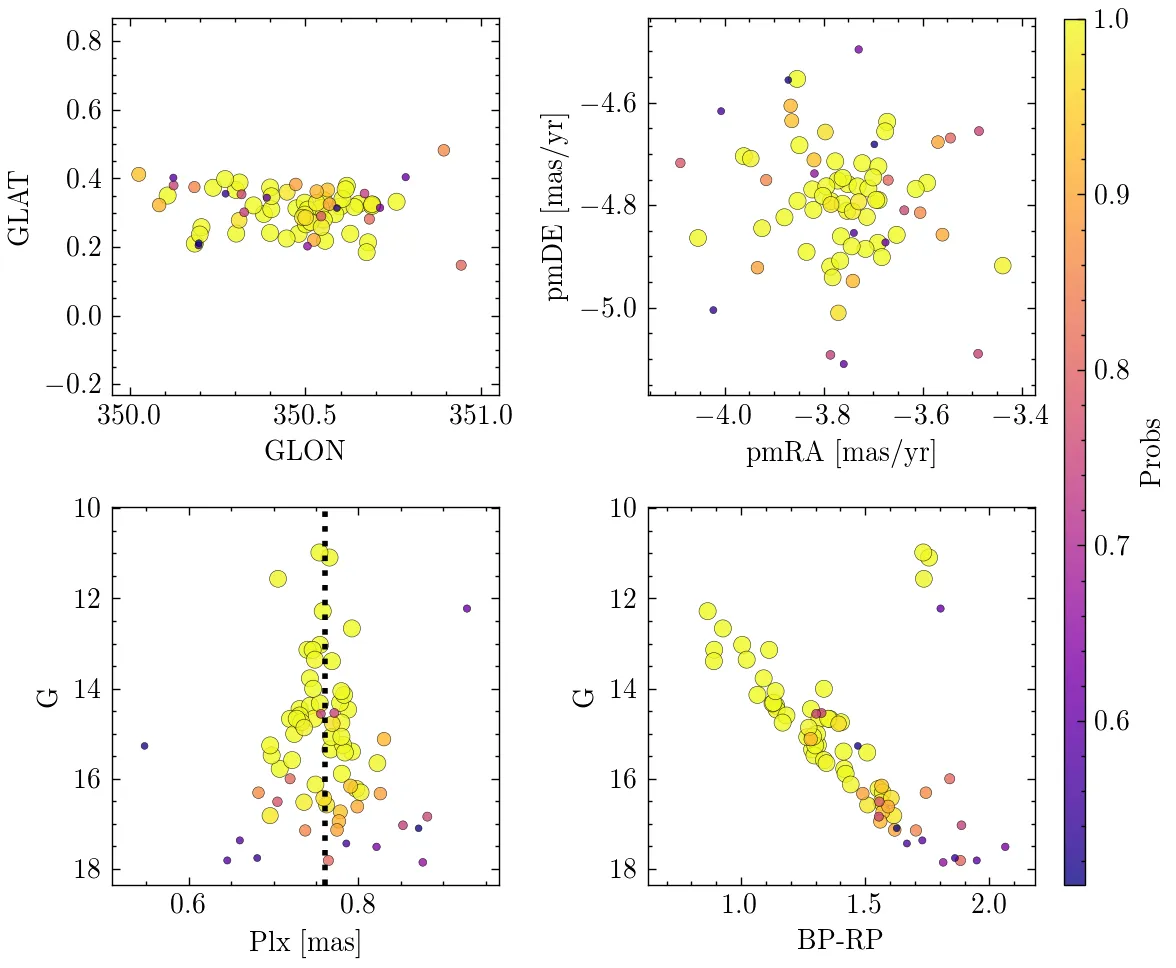 0.8
0.6
0.4
0.2
0.0
−0.2
GLAT
350.0 350.5 351.0
GLON
−4.6
−4.8
−5.0
pmDE [mas/yr]
−4.0 −3.8 −3.6 −3.4
pmRA [mas/yr]
10
12
14
16
18
G
0.6 0.8
Plx [mas]
10
12
14
16
18
G
1.0 1.5 2.0
BP-RP
1.0
0.9
0.8
0.7
0.6
Probs